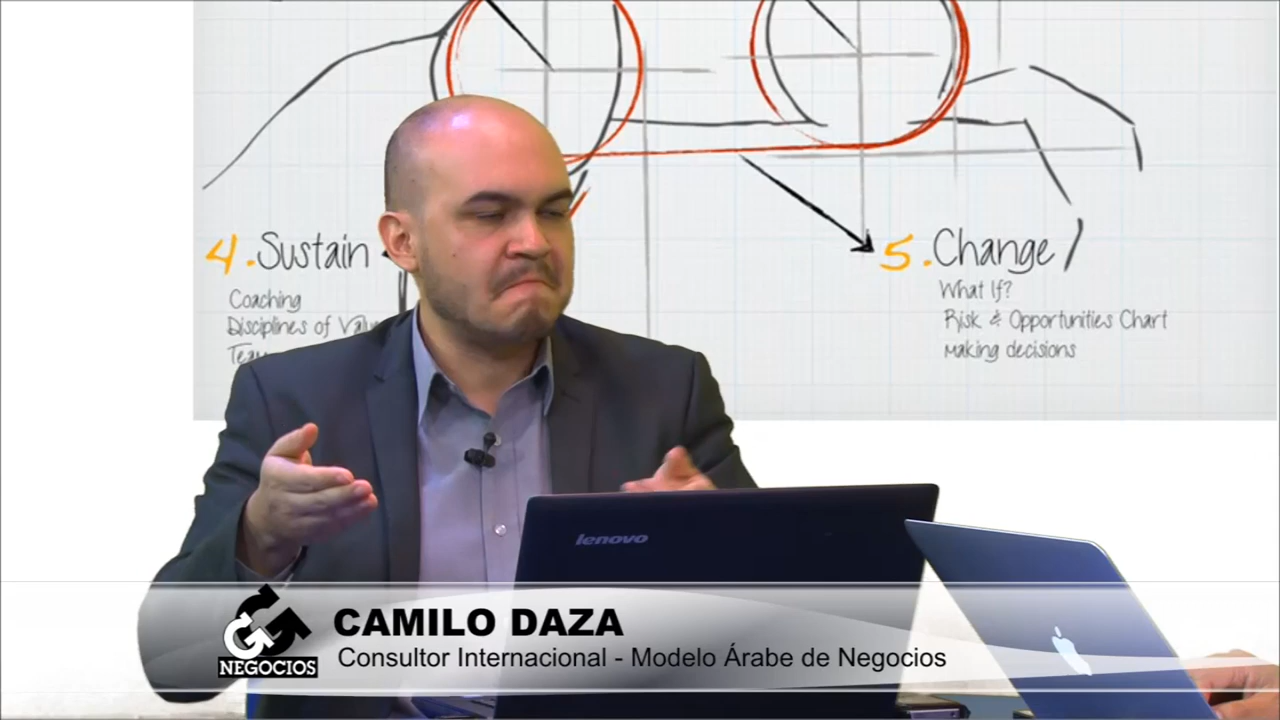 4. Sustain
Coaching
Disciplines of
5. Change
What If?
Risk & Opportunities Chart
Making decisions
lenovo
NEGOCIOS
CAMILO DAZA
Consultor Internacional - Modelo Árabe de Negocios